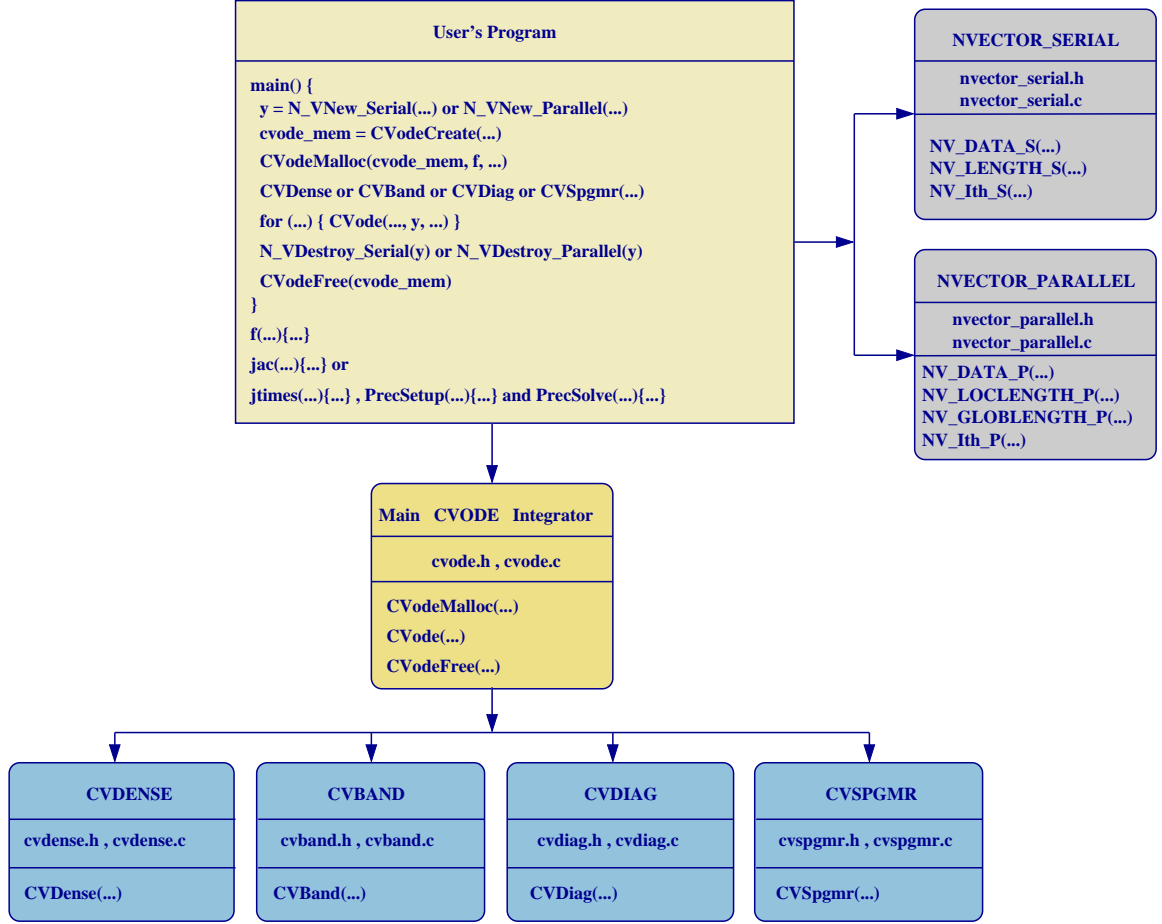 User's Program
main() {
y = N_VNew_Serial(...) or N_VNew_Parallel(...)
cvode_mem = CVodeCreate(...)
CVodeMalloc(cvode_mem, f, ...)
CVDense or CVBand or CVDiag or CVSpgmr(...)
for (...) { CVode(..., y, ...) }
N_VDestroy_Serial(y) or N_VDestroy_Parallel(y)
CVodeFree(cvode_mem)
}
f(...){...}
jac(...){...} or
jtimes(...){...} , PrecSetup(...){...} and PrecSolve(...){...}
NVECTOR_SERIAL
nvector_serial.h
nvector_serial.c
NV_DATA_S(...)
NV_LENGTH_S(...)
NV_Ith_S(...)
NVECTOR_PARALLEL
nvector_parallel.h
nvector_parallel.c
NV_DATA_P(...)
NV_LOCLENGTH_P(...)
NV_GLOBLENGTH_P(...)
NV_Ith_P(...)
Main CVODE Integrator
cvode.h , cvode.c
CVodeMalloc(...)
CVode(...)
CVodeFree(...)
CVDENSE
cvdense.h , cvdense.c
CVDense(...)
CVBAND
cvband.h , cvband.c
CVBand(...)
CVDIAG
cvdiag.h , cvdiag.c
CVDiag(...)
CVSPGMR
cvspgmr.h , cvspgmr.c
CVSpgmr(...)